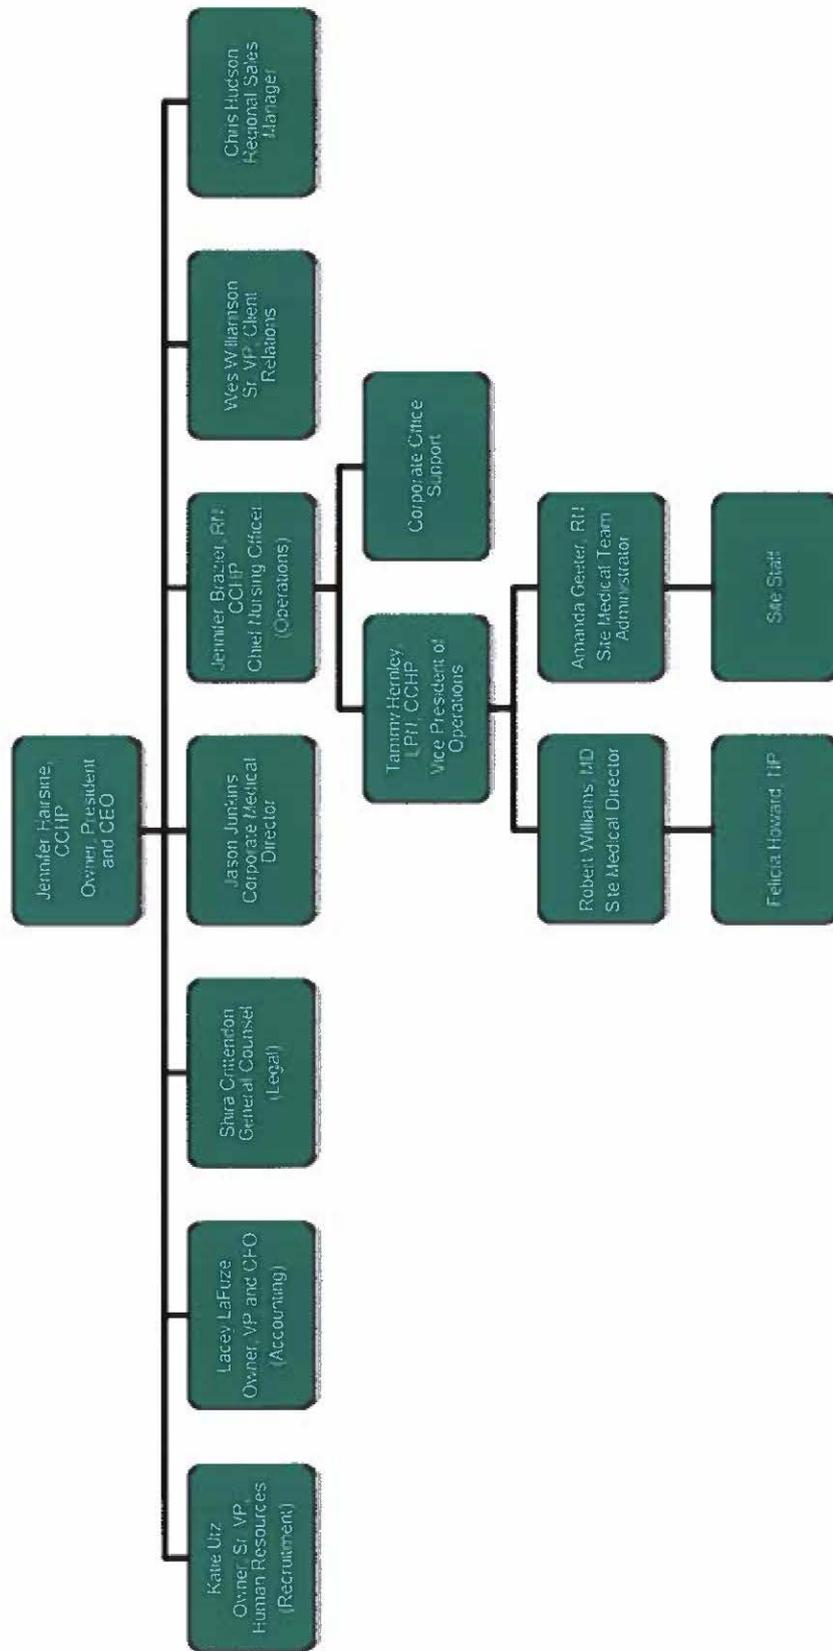 Jennifer Hairsine,
CCHP
Owner, President
and CEO
Katie Utz
Owner, Sr. VP,
Human Resources
(Recruitment)
Lacey LaFuze
Owner, VP and CFO
(Accounting)
Shira Crittendon
General Counsel
(Legal)
Jason Junkins
Corporate Medical
Director
Jennifer Brazier, RN
CCHP
Chief Nursing Officer
(Operations)
Wes Williamson
Sr. VP, Client
Relations
Chris Hudson
Regional Sales
Manager
Tammy Hernley,
LPN, CCHP
Vice President of
Operations
Corporate Office
Support
Robert Williams, MD
Site Medical Director
Amanda Geeter, RN
Site Medical Team
Administrator
Felicia Howard, NP
Site Staff